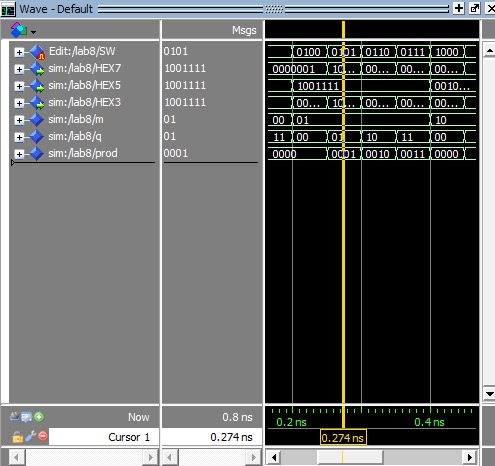 Wave - Default
Msgs
Edit:/lab8/SW 0101 0100 0101 0110 0111 1000
sim:/lab8/HEX7 1001111 0000001 10... 00... 00... 00...
sim:/lab8/HEX5 1001111 1001111 0010...
sim:/lab8/HEX3 1001111 00... 10... 00... 00... 00...
sim:/lab8/m 01 00 01 10
sim:/lab8/q 01 11 00 01 10 11 00
sim:/lab8/prod 0001 0000 0001 0010 0011 0000
Now 0.8 ns 0.2 ns 0.4 ns
Cursor 1 0.274 ns 0.274 ns